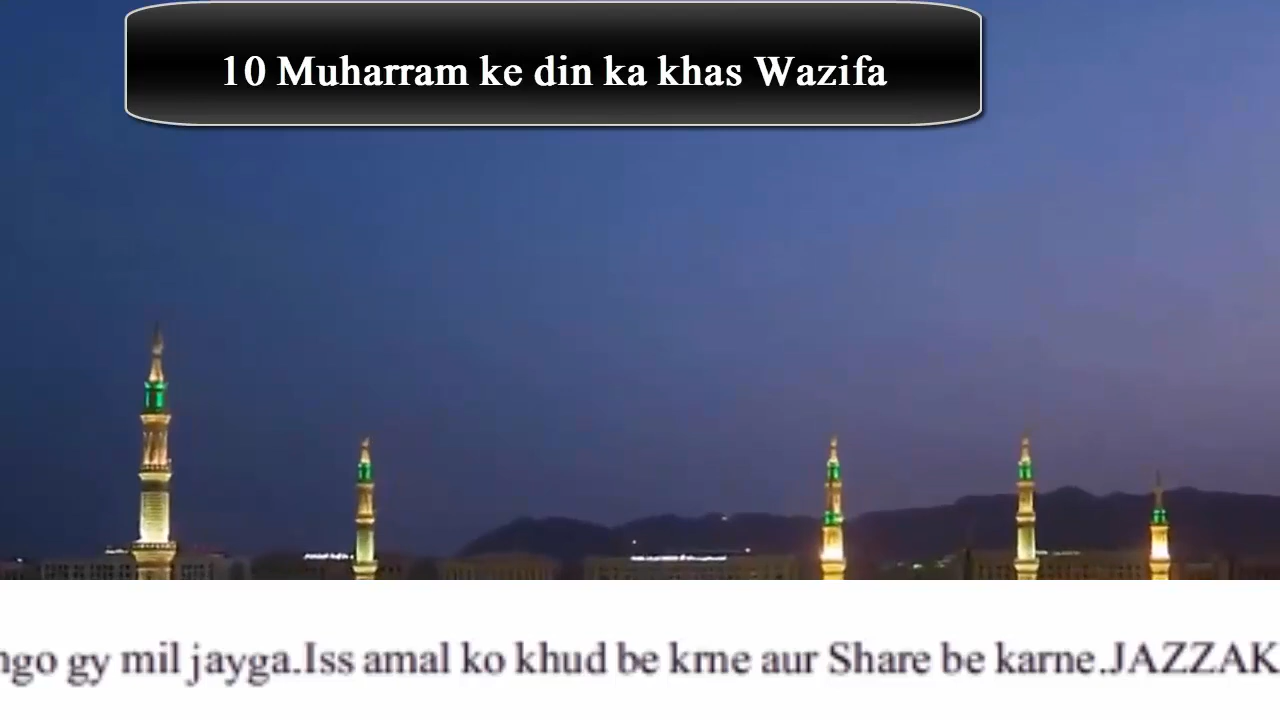 10 Muharram ke din ka khas Wazifa
ngo gy mil jayga.Iss amal ko khud be krne aur Share be karne.JAZZAK